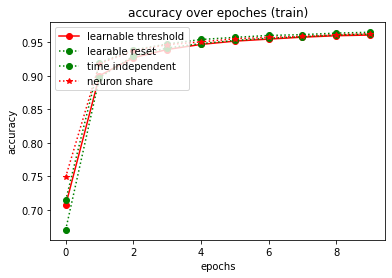 accuracy over epoches (train)
learnable threshold
learable reset
time independent
neuron share
accuracy
0.95
0.90
0.85
0.80
0.75
0.70
0
2
4
6
8
epochs